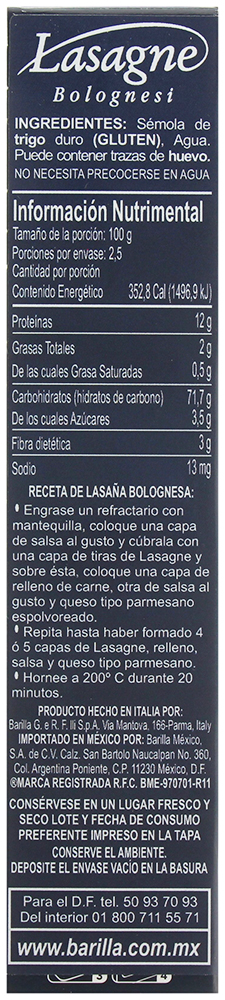 Lasagne
Bolognesi
INGREDIENTES: Sémola de
trigo duro (GLUTEN), Agua.
Puede contener trazas de huevo.
NO NECESITA PRECOCERSE EN AGUA
Información Nutrimental
Tamaño de la porción: 100 g
Porciones por envase: 2,5
Cantidad por porción
Contenido Energético 352,8 Cal (1496,9 kJ)
Proteínas 12 g
Grasas Totales 2 g
De las cuales Grasa Saturadas 0,5 g
Carbohidratos (hidratos de carbono) 71,7 g
De los cuales Azúcares 3,5 g
Fibra dietética 3 g
Sodio 13 mg
RECETA DE LASAÑA BOLOGNESA:
• Engrase un refractario con
mantequilla, coloque una capa
de salsa al gusto y cúbrala con
una capa de tiras de Lasagne y
sobre ésta, coloque una capa de
relleno de carne, otra de salsa al
gusto y queso tipo parmesano
espolvoreado.
• Repita hasta haber formado 4
ó 5 capas de Lasagne, relleno,
salsa y queso tipo parmesano.
• Hornee a 200º C durante 20
minutos.
PRODUCTO HECHO EN ITALIA POR:
Barilla G. e R. F. lli S.p.A. Via Mantova, 166-Parma, Italy
IMPORTADO EN MÉXICO POR: Barilla México,
S.A. de C.V. Calz. San Bartolo Naucalpan No. 360,
Col. Argentina Poniente, C.P. 11230 México, D.F.
®MARCA REGISTRADA R.F.C. BME-970701-R11
CONSÉRVESE EN UN LUGAR FRESCO Y
SECO LOTE Y FECHA DE CONSUMO
PREFERENTE IMPRESO EN LA TAPA
CONSERVE EL AMBIENTE.
DEPOSITE EL ENVASE VACÍO EN LA BASURA
Para el D.F. tel. 50 93 70 93
Del interior 01 800 711 55 71
www.barilla.com.mx
3 4